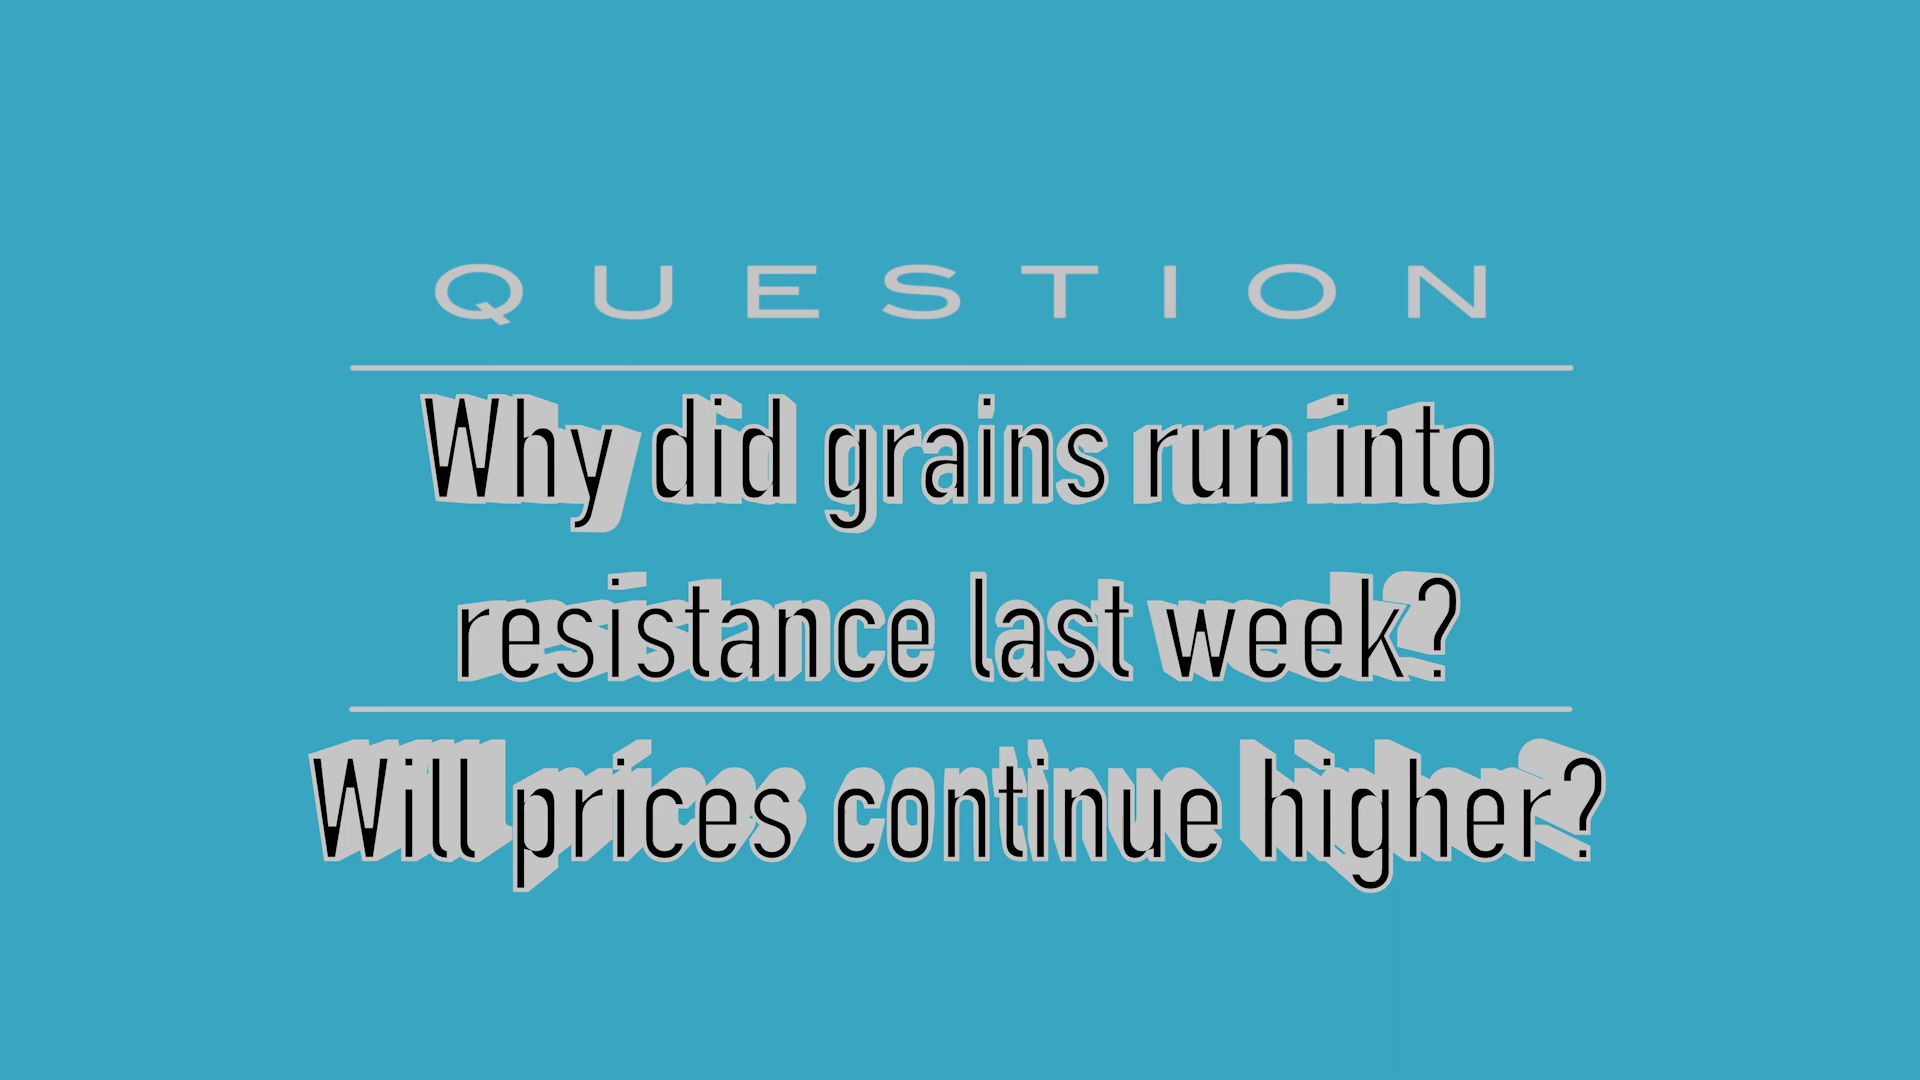 QUESTION
Why did grains run into
resistance last week?
Will prices continue higher?